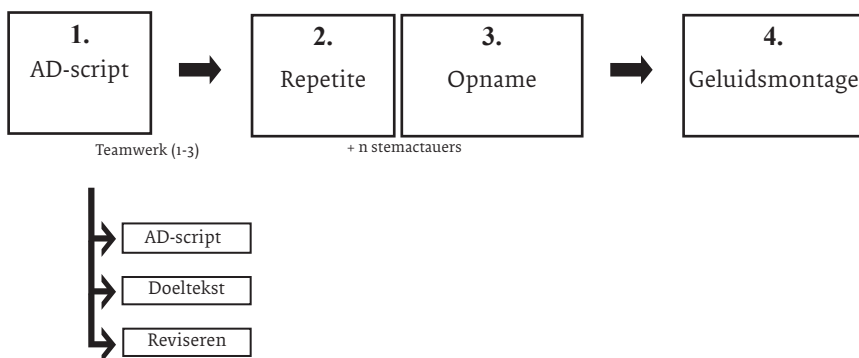 1.
AD-script
2.
Repetite
3.
Opname
4.
Geluidsmontage
Teamwerk (1-3)
+ n stemactauers
AD-script
Doeltekst
Reviseren